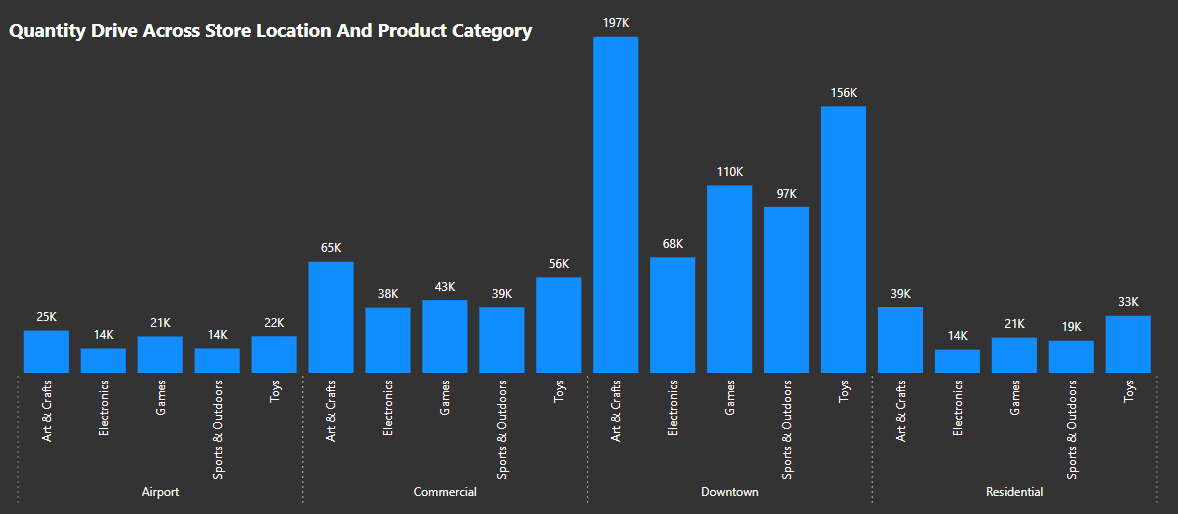 Quantity Drive Across Store Location And Product Category
25K
14K
21K
14K
22K
65K
38K
43K
39K
56K
197K
68K
110K
97K
156K
39K
14K
21K
19K
33K
Art & Crafts
Electronics
Games
Sports & Outdoors
Toys
Art & Crafts
Electronics
Games
Sports & Outdoors
Toys
Art & Crafts
Electronics
Games
Sports & Outdoors
Toys
Art & Crafts
Electronics
Games
Sports & Outdoors
Toys
Airport
Commercial
Downtown
Residential